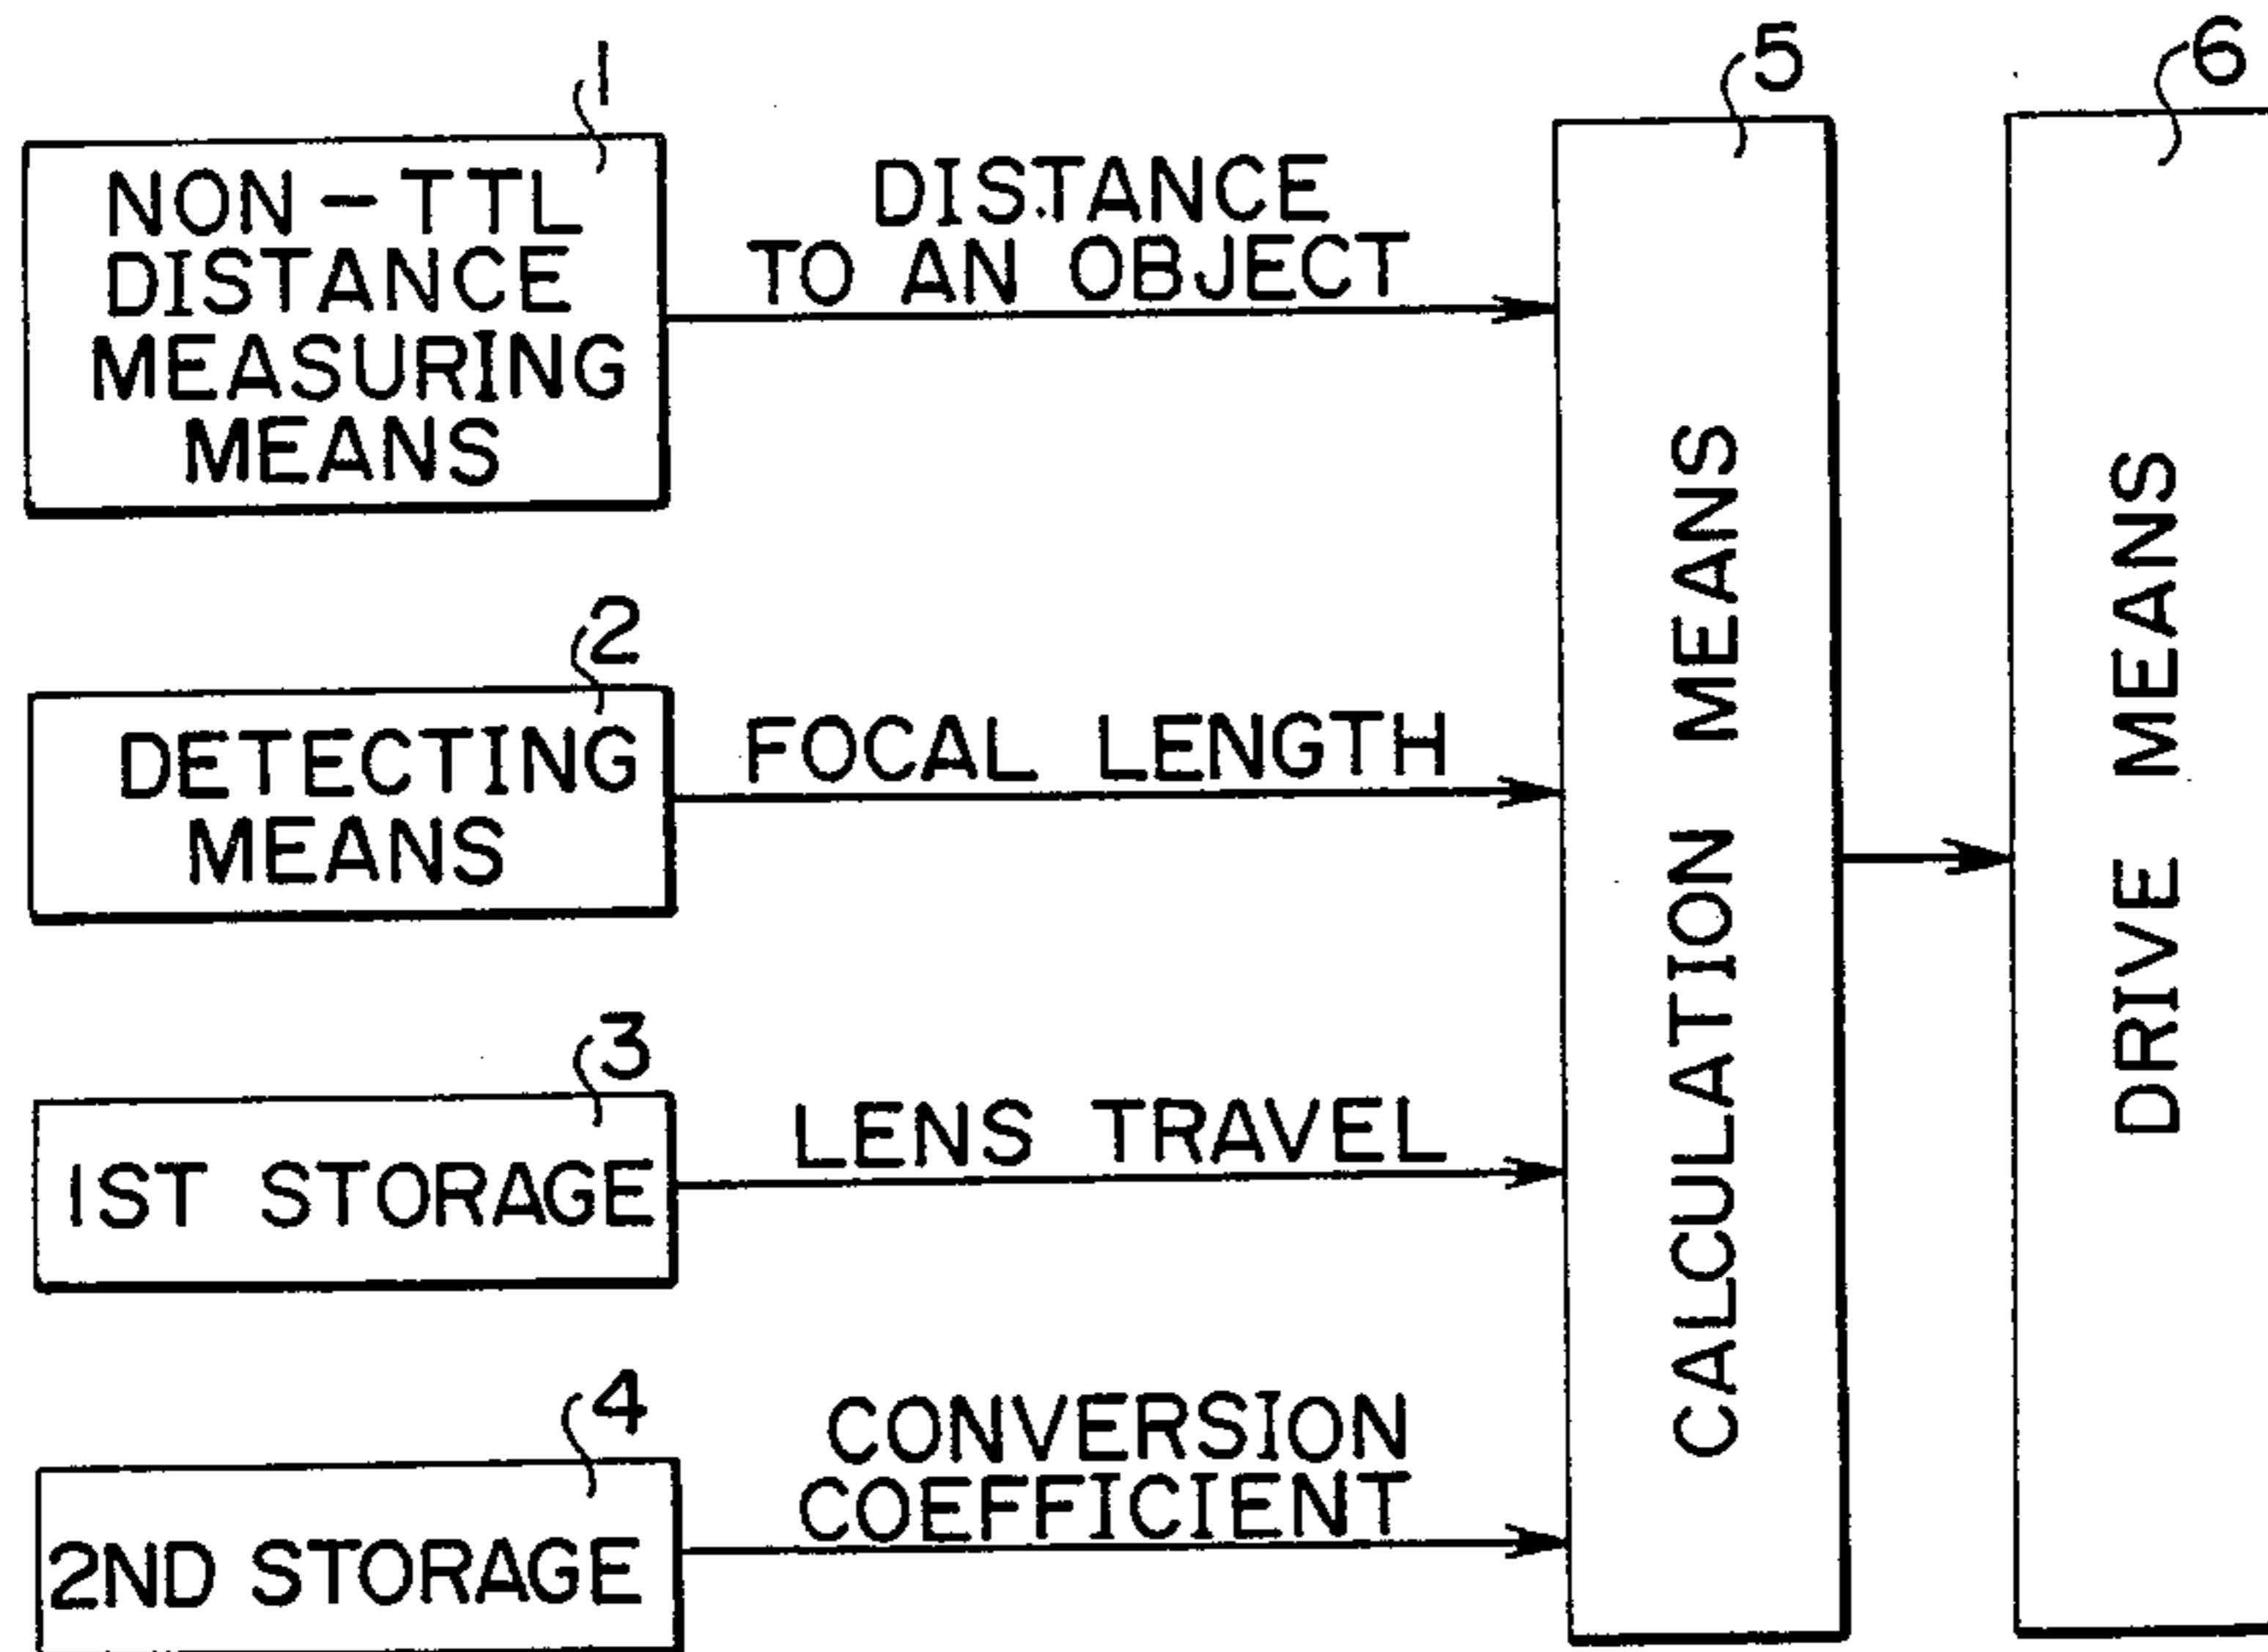 1
NON-TTL
DISTANCE
MEASURING
MEANS
DISTANCE
TO AN OBJECT
2
DETECTING
MEANS
FOCAL LENGTH
3
1ST STORAGE
LENS TRAVEL
4
2ND STORAGE
CONVERSION
COEFFICIENT
5
CALCULATION MEANS
6
DRIVE MEANS